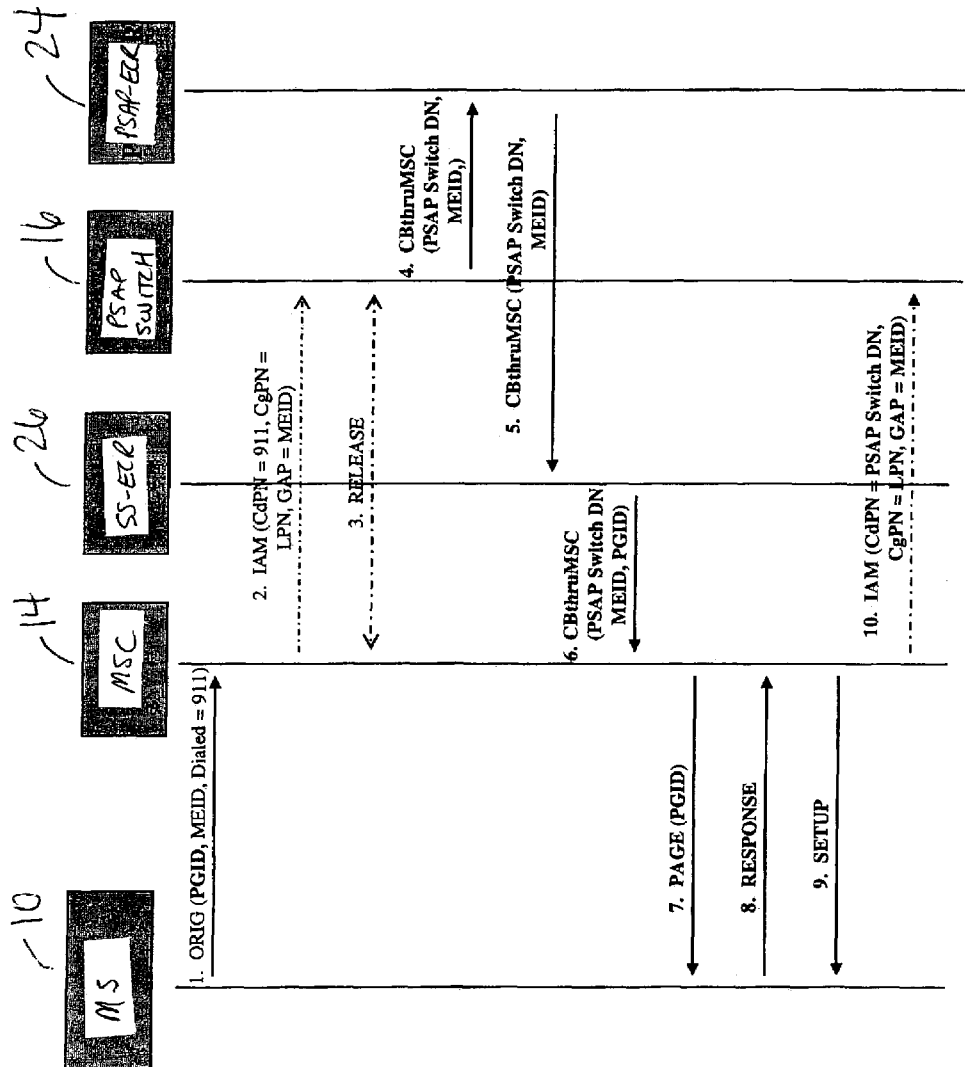 10
14
26
16
24
MS
MSC
SS-ECR
PSAP
SWITCH
PSAP-ECR
1. ORIG (PGID, MEID, Dialed = 911)
2. IAM (CdPN = 911, CgPN =
LPN, GAP = MEID)
3. RELEASE
4. CBthruMSC
(PSAP Switch DN,
MEID,)
5. CBthruMSC (PSAP Switch DN,
MEID)
6. CBthruMSC
(PSAP Switch DN
MEID, PGID)
7. PAGE (PGID)
8. RESPONSE
9. SETUP
10. IAM (CdPN = PSAP Switch DN,
CgPN = LPN, GAP = MEID)